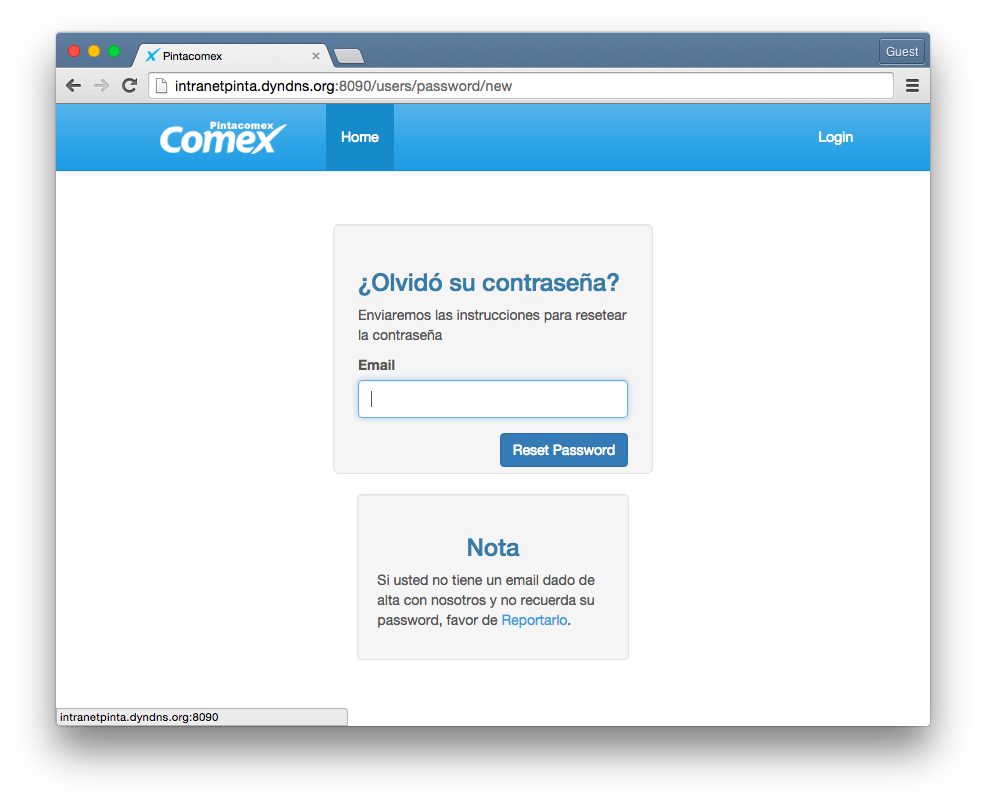 Pintacomex
Guest
intranetpinta.dyndns.org:8090/users/password/new
Pintacomex
Comex
Home
Login
¿Olvidó su contraseña?
Enviaremos las instrucciones para resetear
la contraseña
Email
Reset Password
Nota
Si usted no tiene un email dado de
alta con nosotros y no recuerda su
password, favor de Reportarlo.
intranetpinta.dyndns.org:8090